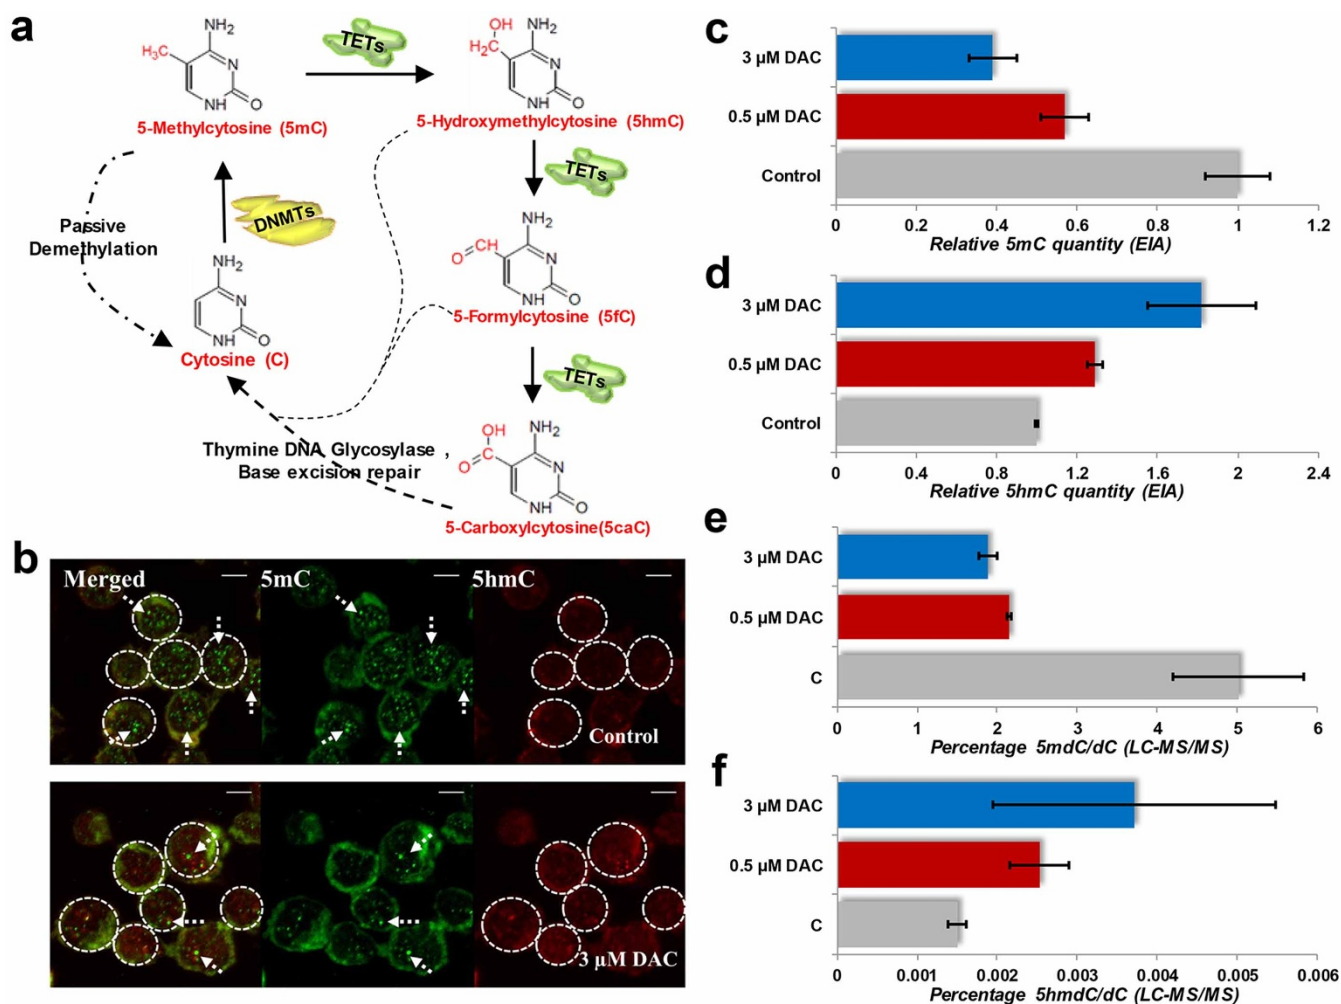 a
NH₂
H₃C
N
NH
O
5-Methylcytosine (5mC)
TETs
OH
NH₂
H₂C
N
NH
O
5-Hydroxymethylcytosine (5hmC)
TETs
Passive
Demethylation
DNMTs
NH₂
N
NH
O
Cytosine (C)
NH₂
CH
O
N
NH
O
5-Formylcytosine (5fC)
TETs
Thymine DNA Glycosylase ,
Base excision repair
OH
NH₂
C
O
N
NH
O
5-Carboxylcytosine(5caC)
b
Merged
5mC
5hmC
Control
3 µM DAC
c
3 µM DAC
0.5 µM DAC
Control
0 0.2 0.4 0.6 0.8 1 1.2
Relative 5mC quantity (EIA)
d
3 µM DAC
0.5 µM DAC
Control
0 0.4 0.8 1.2 1.6 2 2.4
Relative 5hmC quantity (EIA)
e
3 µM DAC
0.5 µM DAC
C
0 1 2 3 4 5 6
Percentage 5mdC/dC (LC-MS/MS)
f
3 µM DAC
0.5 µM DAC
C
0 0.001 0.002 0.003 0.004 0.005 0.006
Percentage 5hmdC/dC (LC-MS/MS)